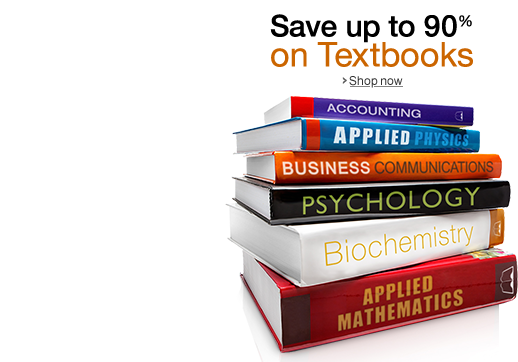 Save up to 90%
on Textbooks
> Shop now
ACCOUNTING
APPLIED PHYSICS
BUSINESS COMMUNICATIONS
PSYCHOLOGY
Biochemistry
APPLIED
MATHEMATICS